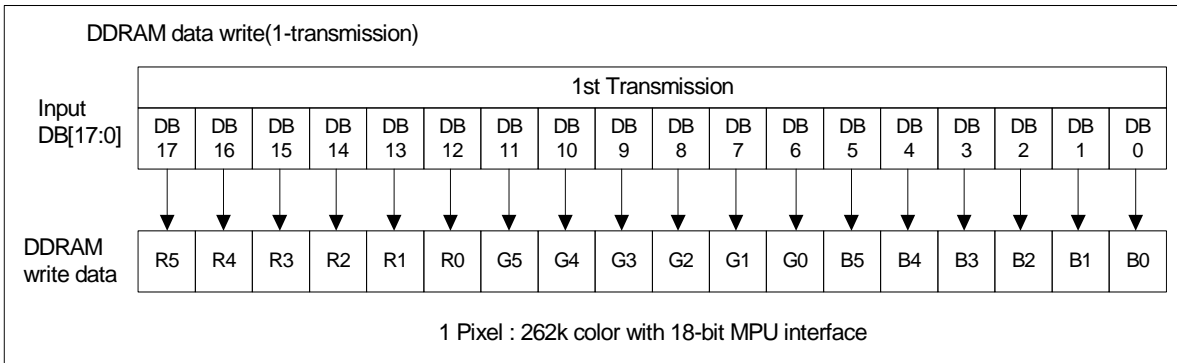 DDRAM data write(1-transmission)
1st Transmission
Input DB[17:0]
DB 17 DB 16 DB 15 DB 14 DB 13 DB 12 DB 11 DB 10 DB 9 DB 8 DB 7 DB 6 DB 5 DB 4 DB 3 DB 2 DB 1 DB 0
DDRAM write data
R5 R4 R3 R2 R1 R0 G5 G4 G3 G2 G1 G0 B5 B4 B3 B2 B1 B0
1 Pixel : 262k color with 18-bit MPU interface